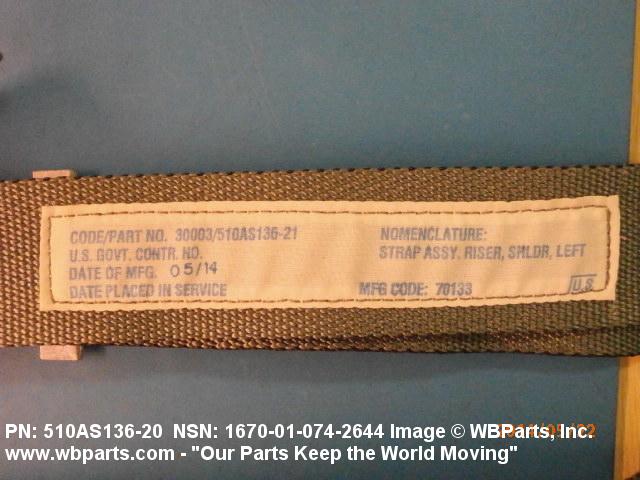 CODE/PART NO. 30003/510AS136-21
U.S. GOVT. CONTR. NO.
DATE OF MFG. 05/14
DATE PLACED IN SERVICE
NOMENCLATURE:
STRAP ASSY. RISER, SHLDR, LEFT
MFG CODE: 70133
U.S.
PN: 510AS136-20 NSN: 1670-01-074-2644 Image © WBParts, Inc.
www.wbparts.com - "Our Parts Keep the World Moving"